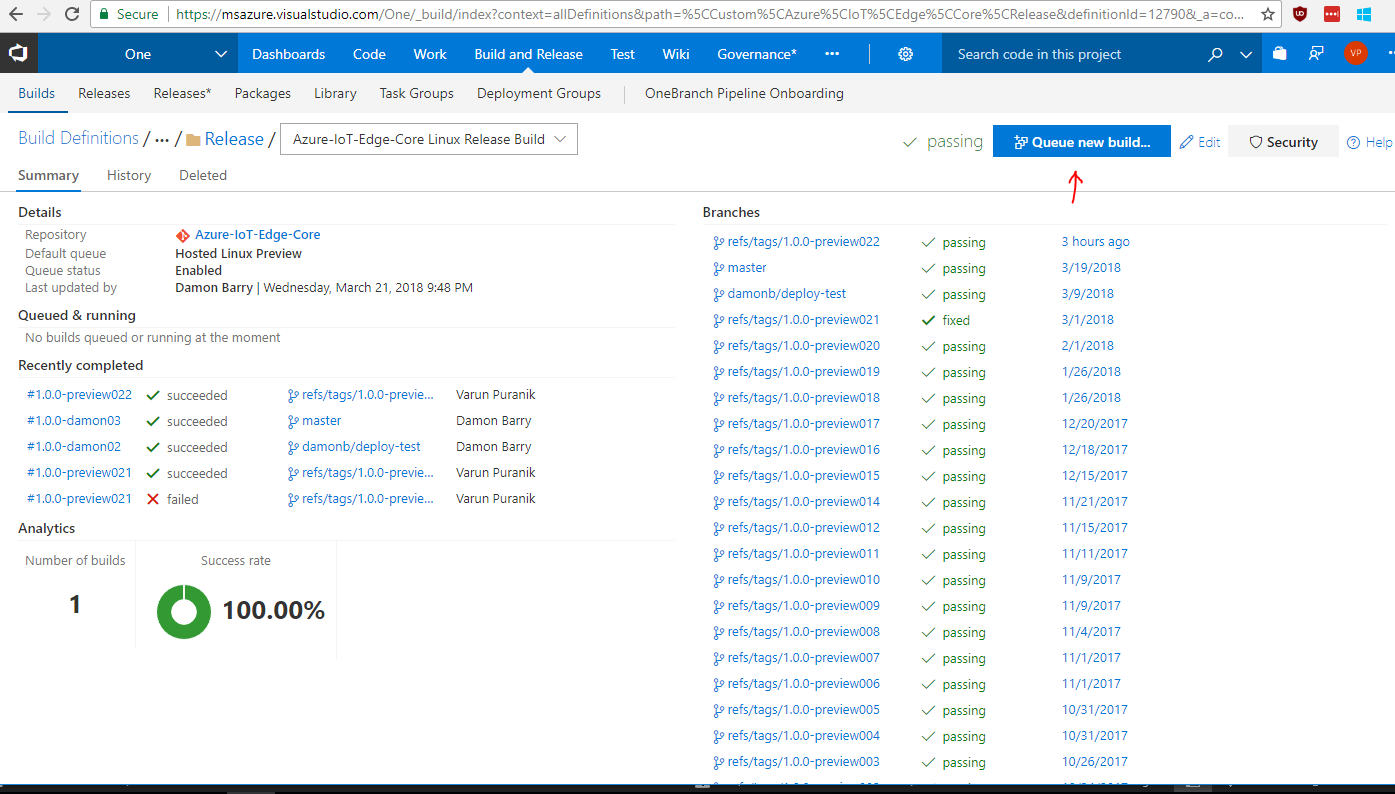 Secure https://msazure.visualstudio.com/One/_build/index?context=allDefinitions&path=%5CCustom%5CAzure%5CIoT%5CEdge%5CCore%5CRelease&definitionId=12790&_a=co...
One Dashboards Code Work Build and Release Test Wiki Governance* ... Search code in this project VP
Builds Releases Releases* Packages Library Task Groups Deployment Groups OneBranch Pipeline Onboarding
Build Definitions / ... / Release / Azure-IoT-Edge-Core Linux Release Build passing Queue new build... Edit Security Help
Summary History Deleted
Details
Repository Azure-IoT-Edge-Core
Default queue Hosted Linux Preview
Queue status Enabled
Last updated by Damon Barry | Wednesday, March 21, 2018 9:48 PM
Queued & running
No builds queued or running at the moment
Recently completed
#1.0.0-preview022 succeeded refs/tags/1.0.0-previe... Varun Puranik
#1.0.0-damon03 succeeded master Damon Barry
#1.0.0-damon02 succeeded damonb/deploy-test Damon Barry
#1.0.0-preview021 succeeded refs/tags/1.0.0-previe... Varun Puranik
#1.0.0-preview021 failed refs/tags/1.0.0-previe... Varun Puranik
Analytics
Number of builds Success rate
1 100.00%
Branches
refs/tags/1.0.0-preview022 passing 3 hours ago
master passing 3/19/2018
damonb/deploy-test passing 3/9/2018
refs/tags/1.0.0-preview021 fixed 3/1/2018
refs/tags/1.0.0-preview020 passing 2/1/2018
refs/tags/1.0.0-preview019 passing 1/26/2018
refs/tags/1.0.0-preview018 passing 1/26/2018
refs/tags/1.0.0-preview017 passing 12/20/2017
refs/tags/1.0.0-preview016 passing 12/18/2017
refs/tags/1.0.0-preview015 passing 12/15/2017
refs/tags/1.0.0-preview014 passing 11/21/2017
refs/tags/1.0.0-preview012 passing 11/15/2017
refs/tags/1.0.0-preview011 passing 11/11/2017
refs/tags/1.0.0-preview010 passing 11/9/2017
refs/tags/1.0.0-preview009 passing 11/9/2017
refs/tags/1.0.0-preview008 passing 11/4/2017
refs/tags/1.0.0-preview007 passing 11/1/2017
refs/tags/1.0.0-preview006 passing 11/1/2017
refs/tags/1.0.0-preview005 passing 10/31/2017
refs/tags/1.0.0-preview004 passing 10/31/2017
refs/tags/1.0.0-preview003 passing 10/26/2017